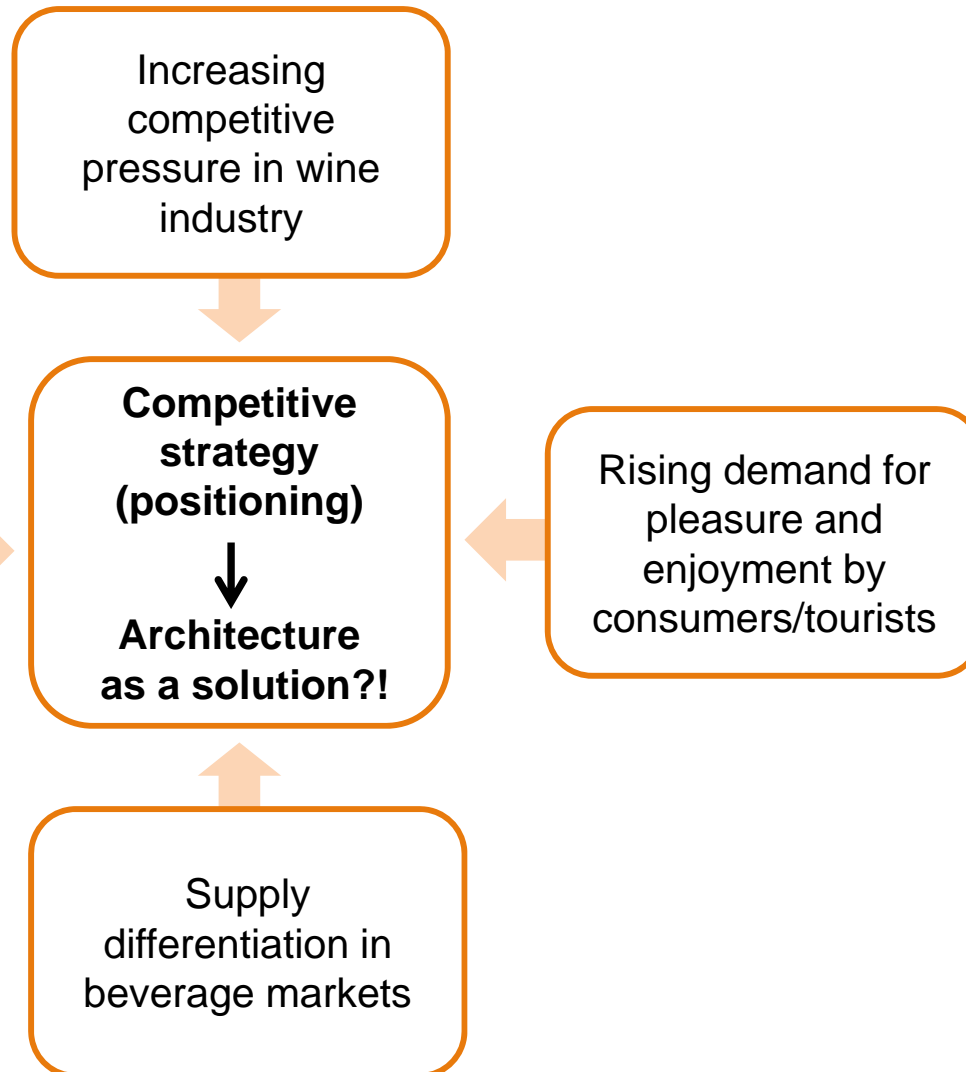 Increasing
competitive
pressure in wine
industry
Competitive
strategy
(positioning)
Architecture
as a solution?!
Rising demand for
pleasure and
enjoyment by
consumers/tourists
Supply
differentiation in
beverage markets